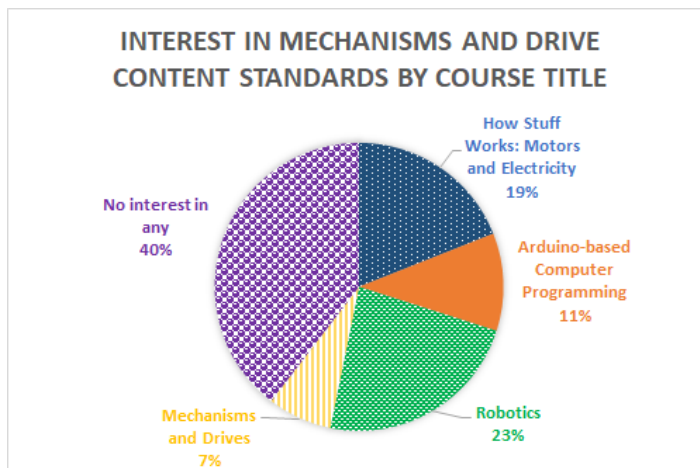 INTEREST IN MECHANISMS AND DRIVE
CONTENT STANDARDS BY COURSE TITLE
How Stuff
Works: Motors
and Electricity
19%
No interest in
any
40%
Arduino-based
Computer
Programming
11%
Mechanisms
and Drives
7%
Robotics
23%